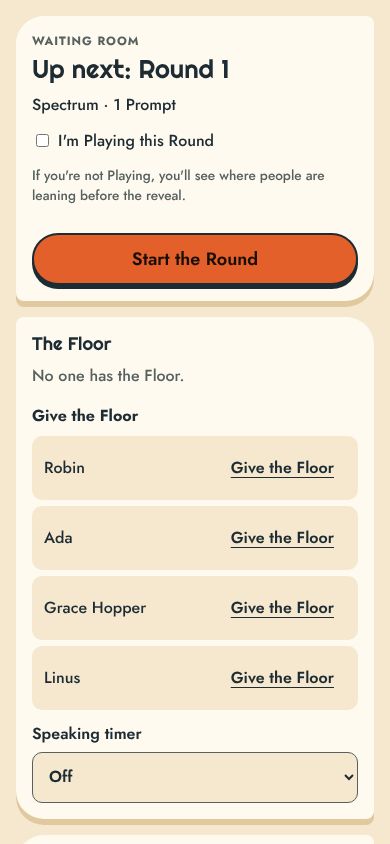 WAITING ROOM
Up next: Round 1
Spectrum · 1 Prompt
I'm Playing this Round
If you're not Playing, you'll see where people are
leaning before the reveal.
Start the Round
The Floor
No one has the Floor.
Give the Floor
Robin Give the Floor
Ada Give the Floor
Grace Hopper Give the Floor
Linus Give the Floor
Speaking timer
Off